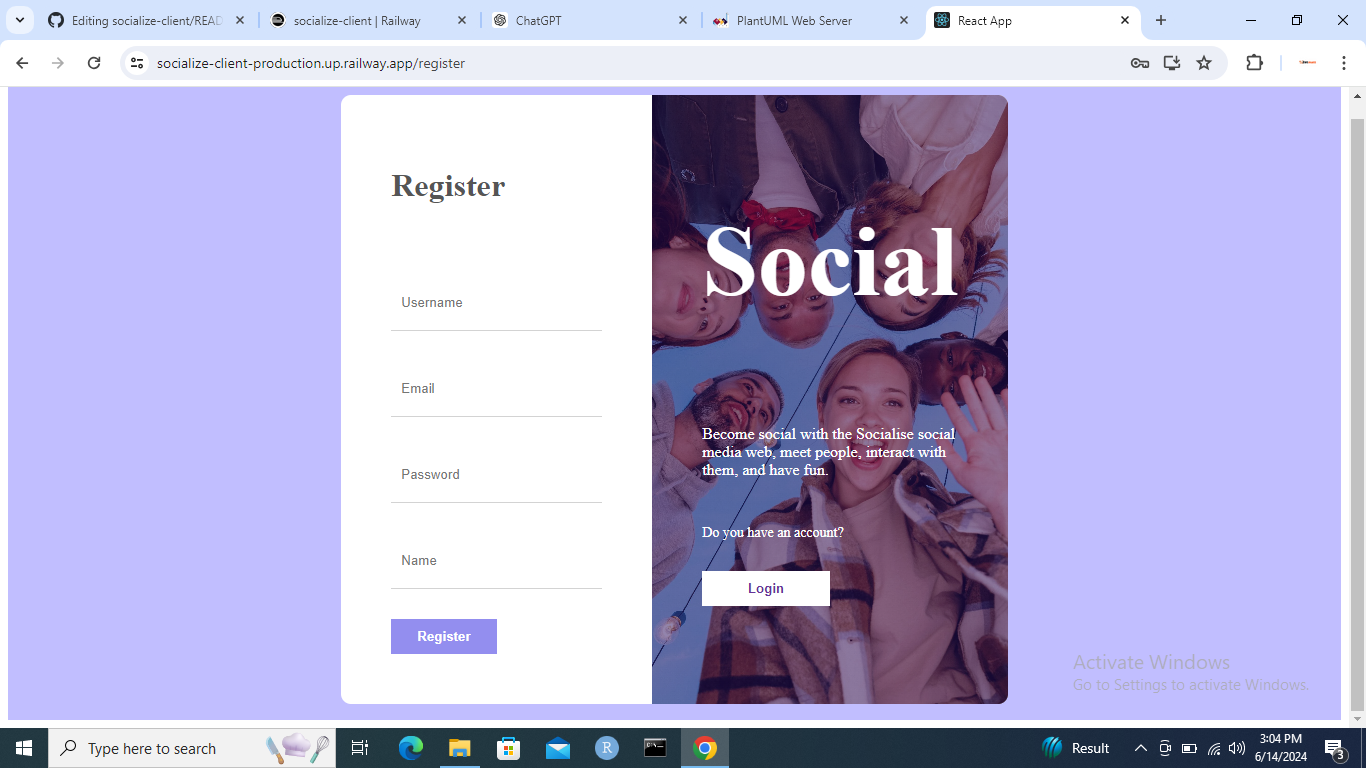 Editing socialize-client/READ
socialize-client | Railway
ChatGPT
PlantUML Web Server
React App
socialize-client-production.up.railway.app/register
Register
Username
Email
Password
Name
Register
Social
Become social with the Socialise social
media web, meet people, interact with
them, and have fun.
Do you have an account?
Login
Activate Windows
Go to Settings to activate Windows.
Type here to search
R
Result
3:04 PM
6/14/2024
3